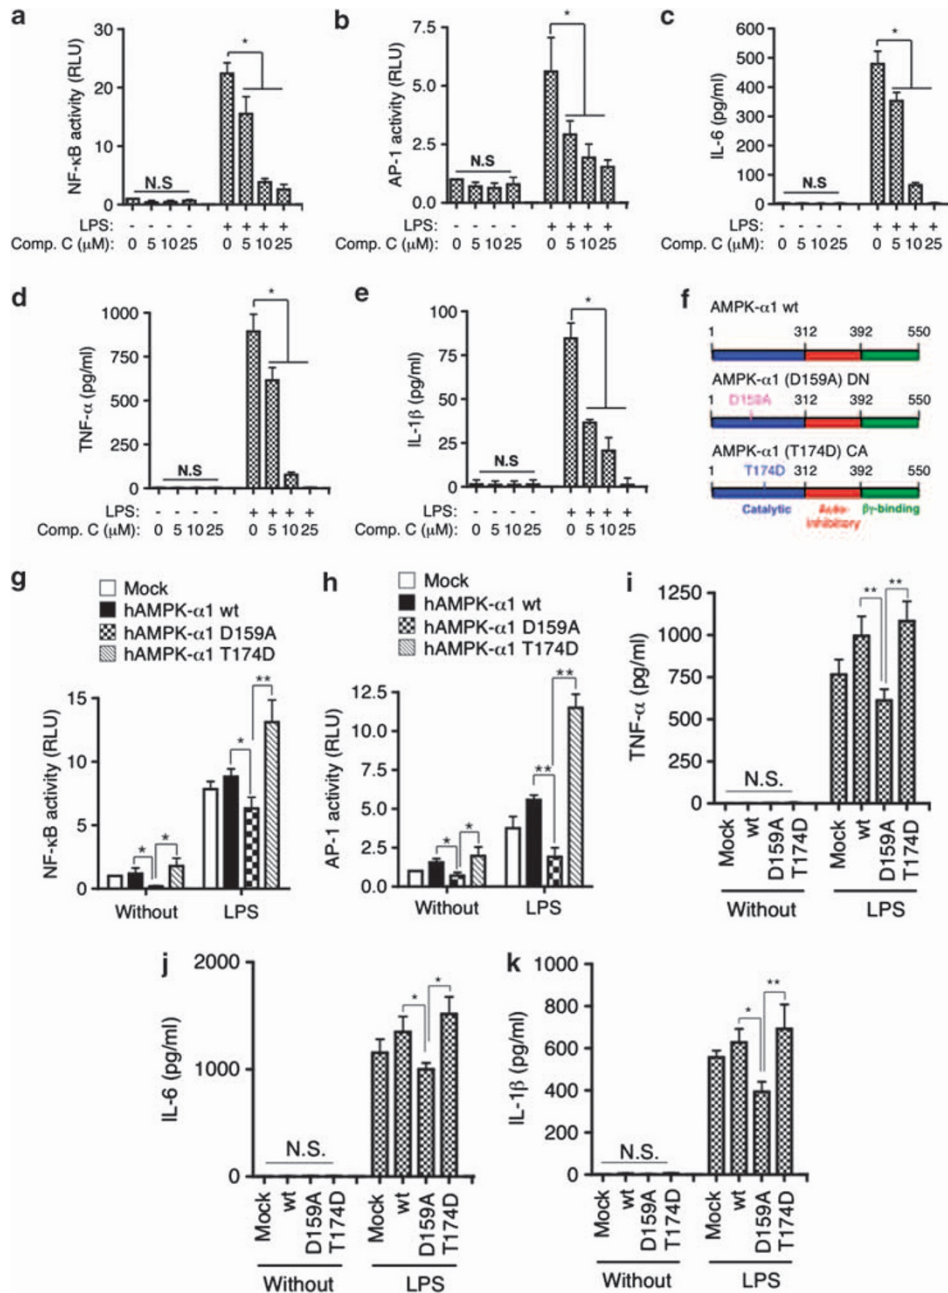 a
NF-κB activity (RLU)
30
20
10
0
N.S
*
LPS: - - - - + + + +
Comp. C (μM): 0 5 10 25 0 5 10 25
b
AP-1 activity (RLU)
7.5
5.0
2.5
0.0
N.S
*
LPS: - - - - + + + +
Comp. C (μM): 0 5 10 25 0 5 10 25
c
IL-6 (pg/ml)
600
500
400
300
200
100
0
N.S
*
LPS: - - - - + + + +
Comp. C (μM): 0 5 10 25 0 5 10 25
d
TNF-α (pg/ml)
1000
750
500
250
0
N.S
*
LPS: - - - - + + + +
Comp. C (μM): 0 5 10 25 0 5 10 25
e
IL-1β (pg/ml)
100
75
50
25
0
N.S
*
LPS: - - - - + + + +
Comp. C (μM): 0 5 10 25 0 5 10 25
f
AMPK-α1 wt
1 312 392 550
AMPK-α1 (D159A) DN
1 312 392 550
D159A
AMPK-α1 (T174D) CA
1 T174D 312 392 550
Catalytic βγ-binding
inhibitory
g
Mock
hAMPK-α1 wt
hAMPK-α1 D159A
hAMPK-α1 T174D
NF-κB activity (RLU)
15
10
5
0
* * * **
Without LPS
h
Mock
hAMPK-α1 wt
hAMPK-α1 D159A
hAMPK-α1 T174D
AP-1 activity (RLU)
12.5
10.0
7.5
5.0
2.5
0.0
* * ** **
Without LPS
i
TNF-α (pg/ml)
1250
1000
750
500
250
0
N.S.
** **
Mock wt D159A T174D Mock wt D159A T174D
Without LPS
j
IL-6 (pg/ml)
2000
1000
0
N.S.
* *
Mock wt D159A T174D Mock wt D159A T174D
Without LPS
k
IL-1β (pg/ml)
1000
800
600
400
200
0
N.S.
* **
Mock wt D159A T174D Mock wt D159A T174D
Without LPS